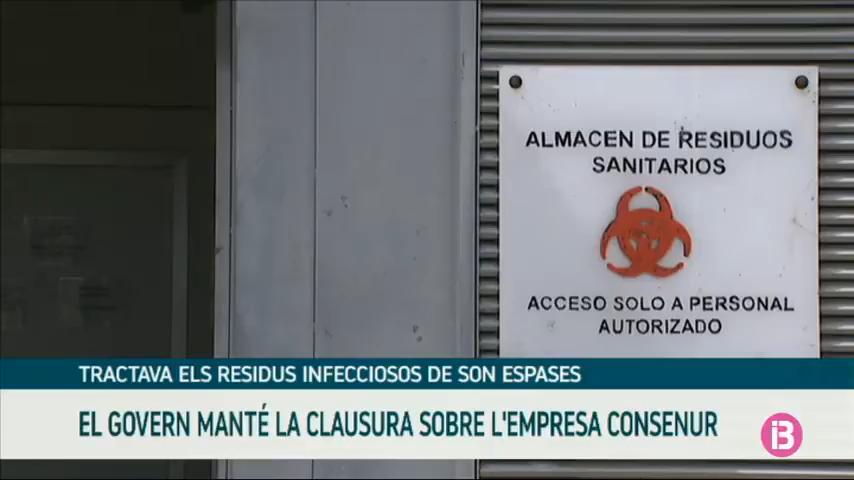 ALMACEN DE RESIDUOS
SANITARIOS
ACCESO SOLO A PERSONAL
AUTORIZADO
TRACTAVA ELS RESIDUS INFECCIOSOS DE SON ESPASES
EL GOVERN MANTÉ LA CLAUSURA SOBRE L'EMPRESA CONSENUR
IB